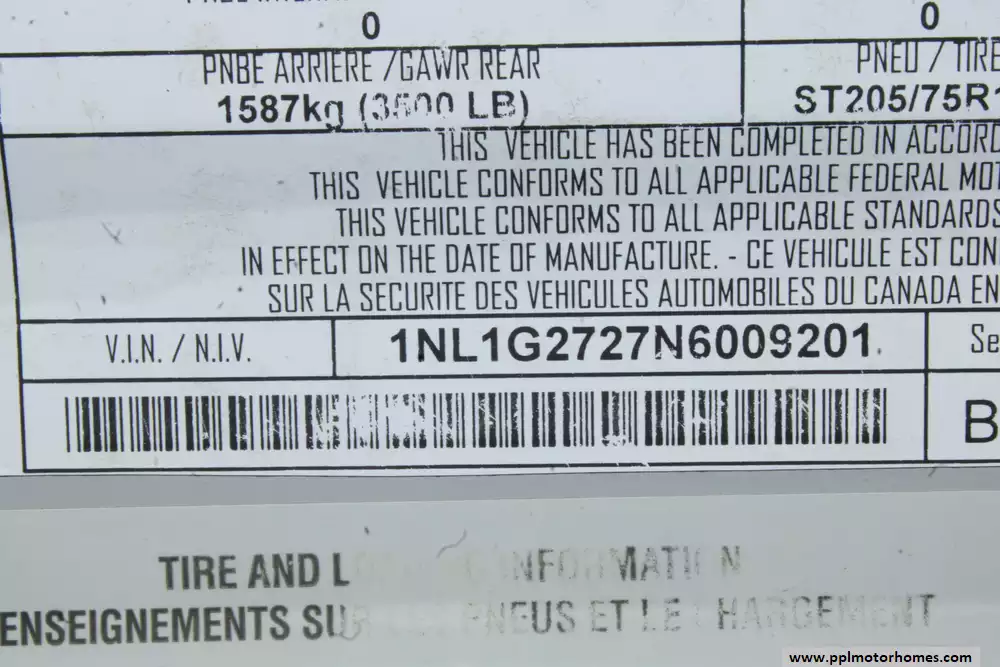 0
0
PNBE ARRIERE /GAWR REAR
PNEU / TIRE
1587kg (3500 LB)
ST205/75R1
THIS VEHICLE HAS BEEN COMPLETED IN ACCORD
THIS VEHICLE CONFORMS TO ALL APPLICABLE FEDERAL MOT
THIS VEHICLE CONFORMS TO ALL APPLICABLE STANDARDS
IN EFFECT ON THE DATE OF MANUFACTURE. - CE VEHICULE EST CON
SUR LA SECURITE DES VEHICULES AUTOMOBILES DU CANADA EN
V.I.N. / N.I.V.
1NL1G2727N6009201
Se
B
TIRE AND L INFORMATION
ENSEIGNEMENTS SUR PNEUS ET LE CHARGEMENT
www.pplmotorhomes.com